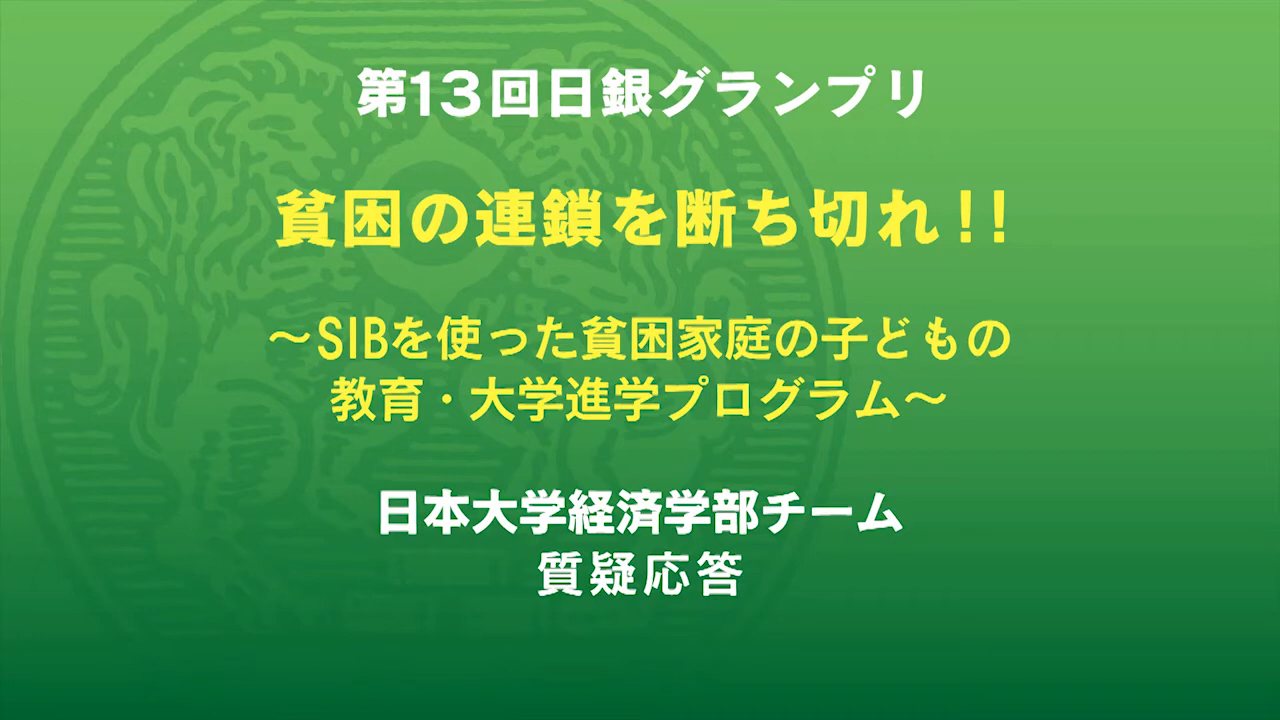 第13回日銀グランプリ
貧困の連鎖を断ち切れ!!
～SIBを使った貧困家庭の子どもの
教育・大学進学プログラム～
日本大学経済学部チーム
質疑応答